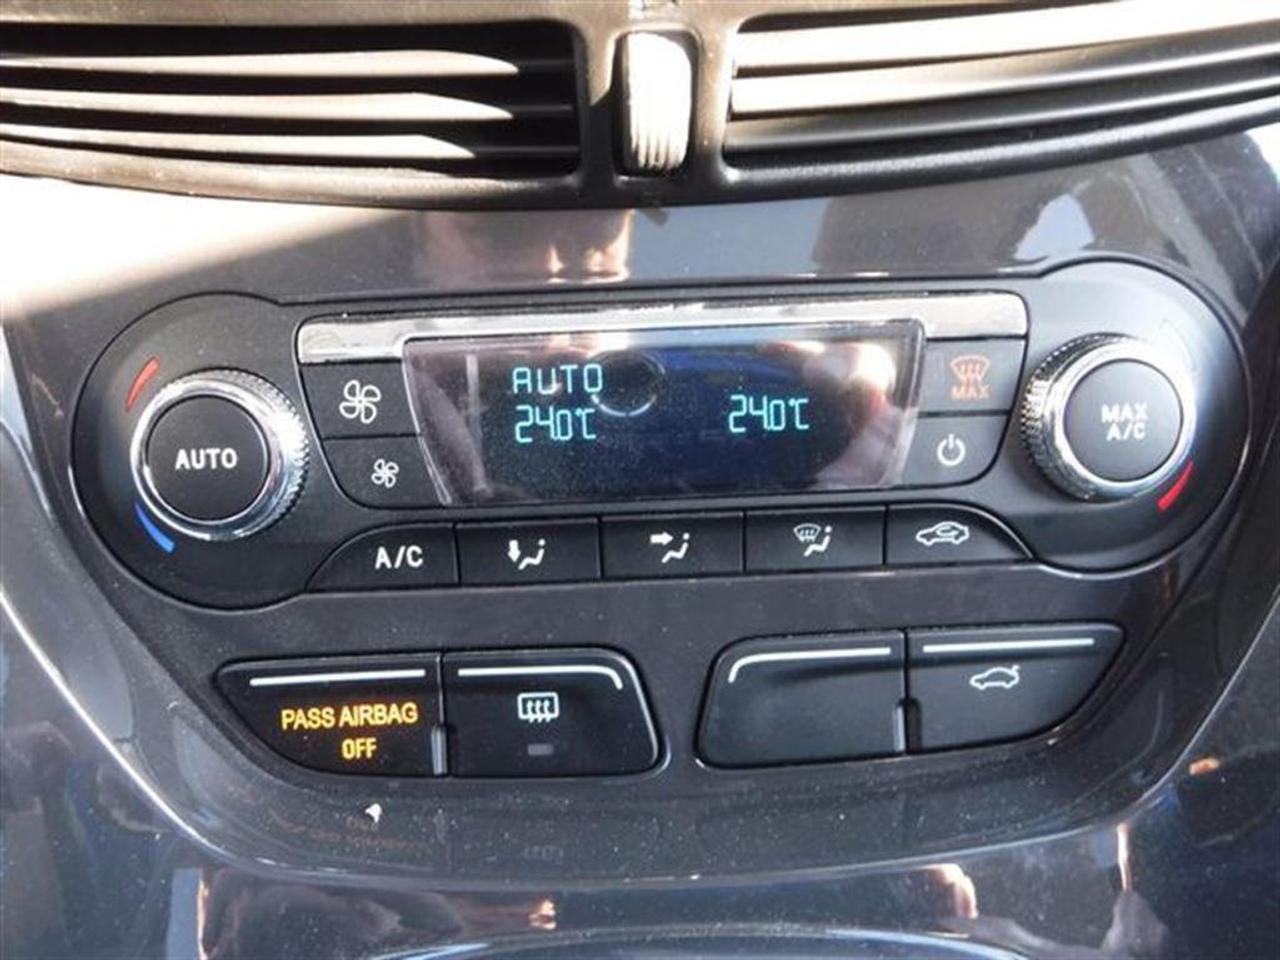 AUTO
24.0°C 24.0°C
MAX
AUTO
MAX
A/C
A/C
PASS AIRBAG
OFF